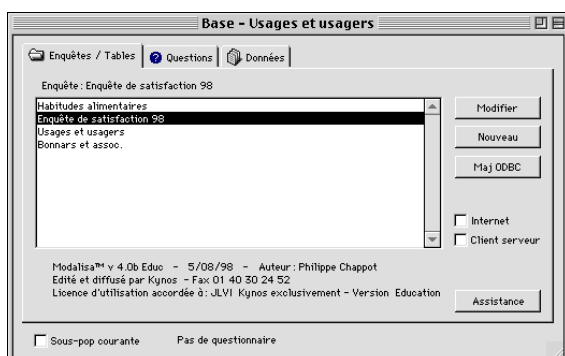 Base - Usages et usagers
Enquêtes / Tables
Questions
Données
Enquête : Enquête de satisfaction 98
Habitudes alimentaires
Enquête de satisfaction 98
Usages et usagers
Bonnars et assoc.
Modifier
Nouveau
Maj ODBC
Internet
Client serveur
Modalisa™ v 4.0b Educ - 5/08/98 - Auteur : Philippe Chappot
Edité et diffusé par Kynos - Fax 01 40 30 24 52
Licence d'utilisation accordée à : JLVI Kynos exclusivement - Version Education
Assistance
Sous-pop courante
Pas de questionnaire